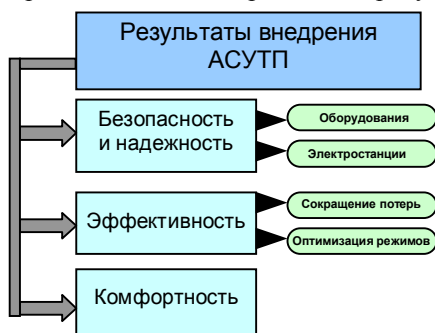 Результаты внедрения
АСУТП
Безопасность
и надежность
Оборудования
Электростанции
Эффективность
Сокращение потерь
Оптимизация режимов
Комфортность